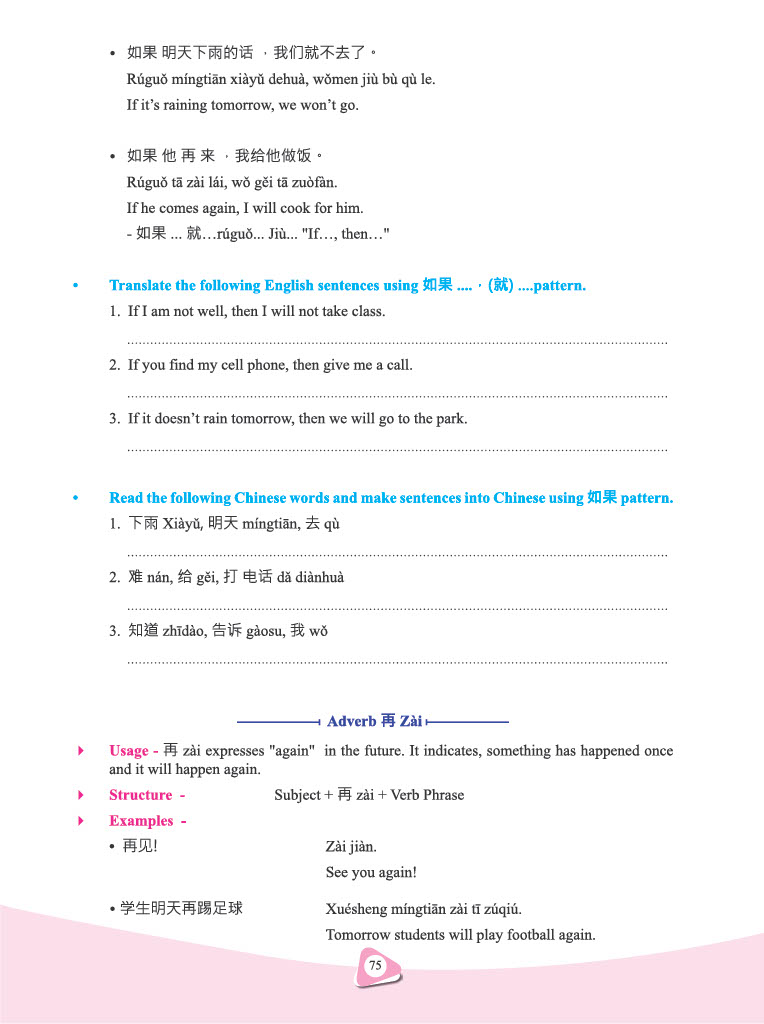 • 如果 明天下雨的话 ，我们就不去了。
Rúguǒ míngtiān xiàyǔ dehuà, wǒmen jiù bù qù le.
If it’s raining tomorrow, we won’t go.
• 如果 他 再 来 ，我给他做饭。
Rúguǒ tā zài lái, wǒ gěi tā zuòfàn.
If he comes again, I will cook for him.
- 如果 ... 就…rúguǒ... Jiù... "If…, then…"
• Translate the following English sentences using 如果 ....，(就) ....pattern.
1. If I am not well, then I will not take class.
2. If you find my cell phone, then give me a call.
3. If it doesn’t rain tomorrow, then we will go to the park.
• Read the following Chinese words and make sentences into Chinese using 如果 pattern.
1. 下雨 Xiàyǔ, 明天 míngtiān, 去 qù
2. 难 nán, 给 gěi, 打 电话 dǎ diànhuà
3. 知道 zhīdào, 告诉 gàosu, 我 wǒ
Adverb 再 Zài
Usage - 再 zài expresses "again" in the future. It indicates, something has happened once
and it will happen again.
Structure - Subject + 再 zài + Verb Phrase
Examples -
• 再见! Zài jiàn.
See you again!
• 学生明天再踢足球 Xuésheng míngtiān zài tī zúqiú.
Tomorrow students will play football again.
75